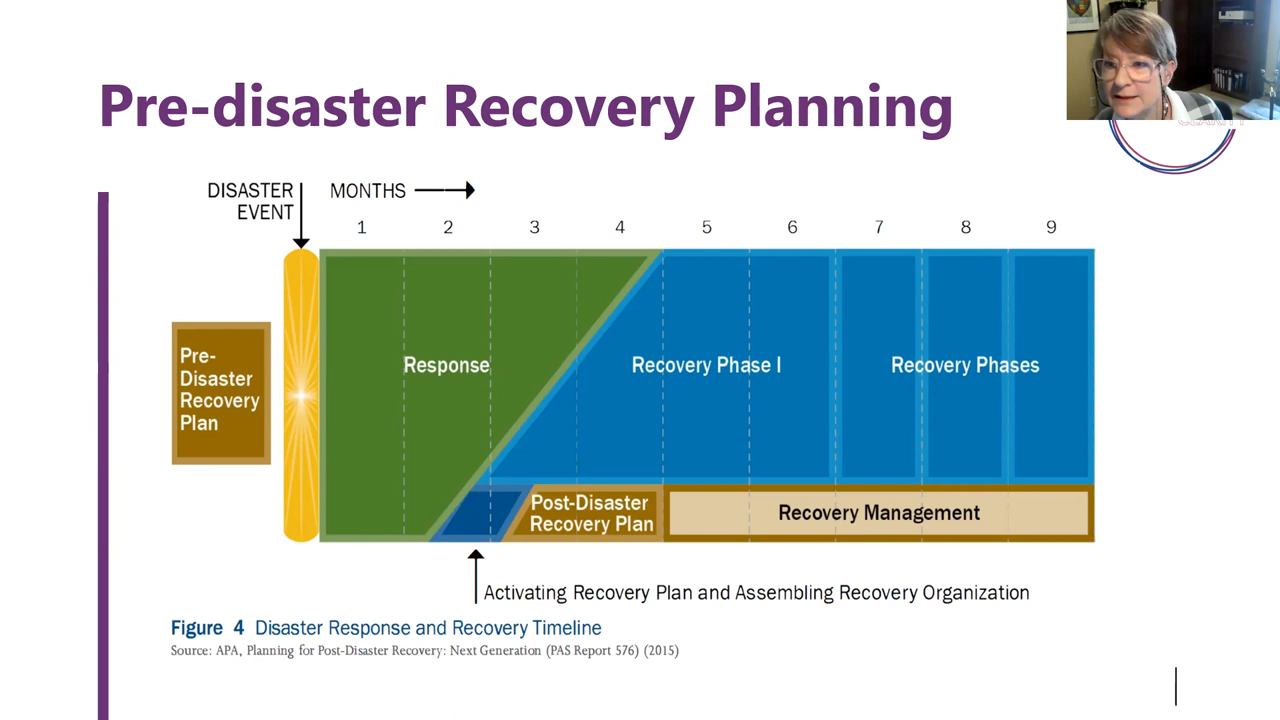 Pre-disaster Recovery Planning
DISASTER
EVENT
MONTHS
1 2 3 4 5 6 7 8 9
Pre-
Disaster
Recovery
Plan
Response
Recovery Phase I
Recovery Phases
Post-Disaster
Recovery Plan
Recovery Management
Activating Recovery Plan and Assembling Recovery Organization
Figure 4 Disaster Response and Recovery Timeline
Source: APA, Planning for Post-Disaster Recovery: Next Generation (PAS Report 576) (2015)